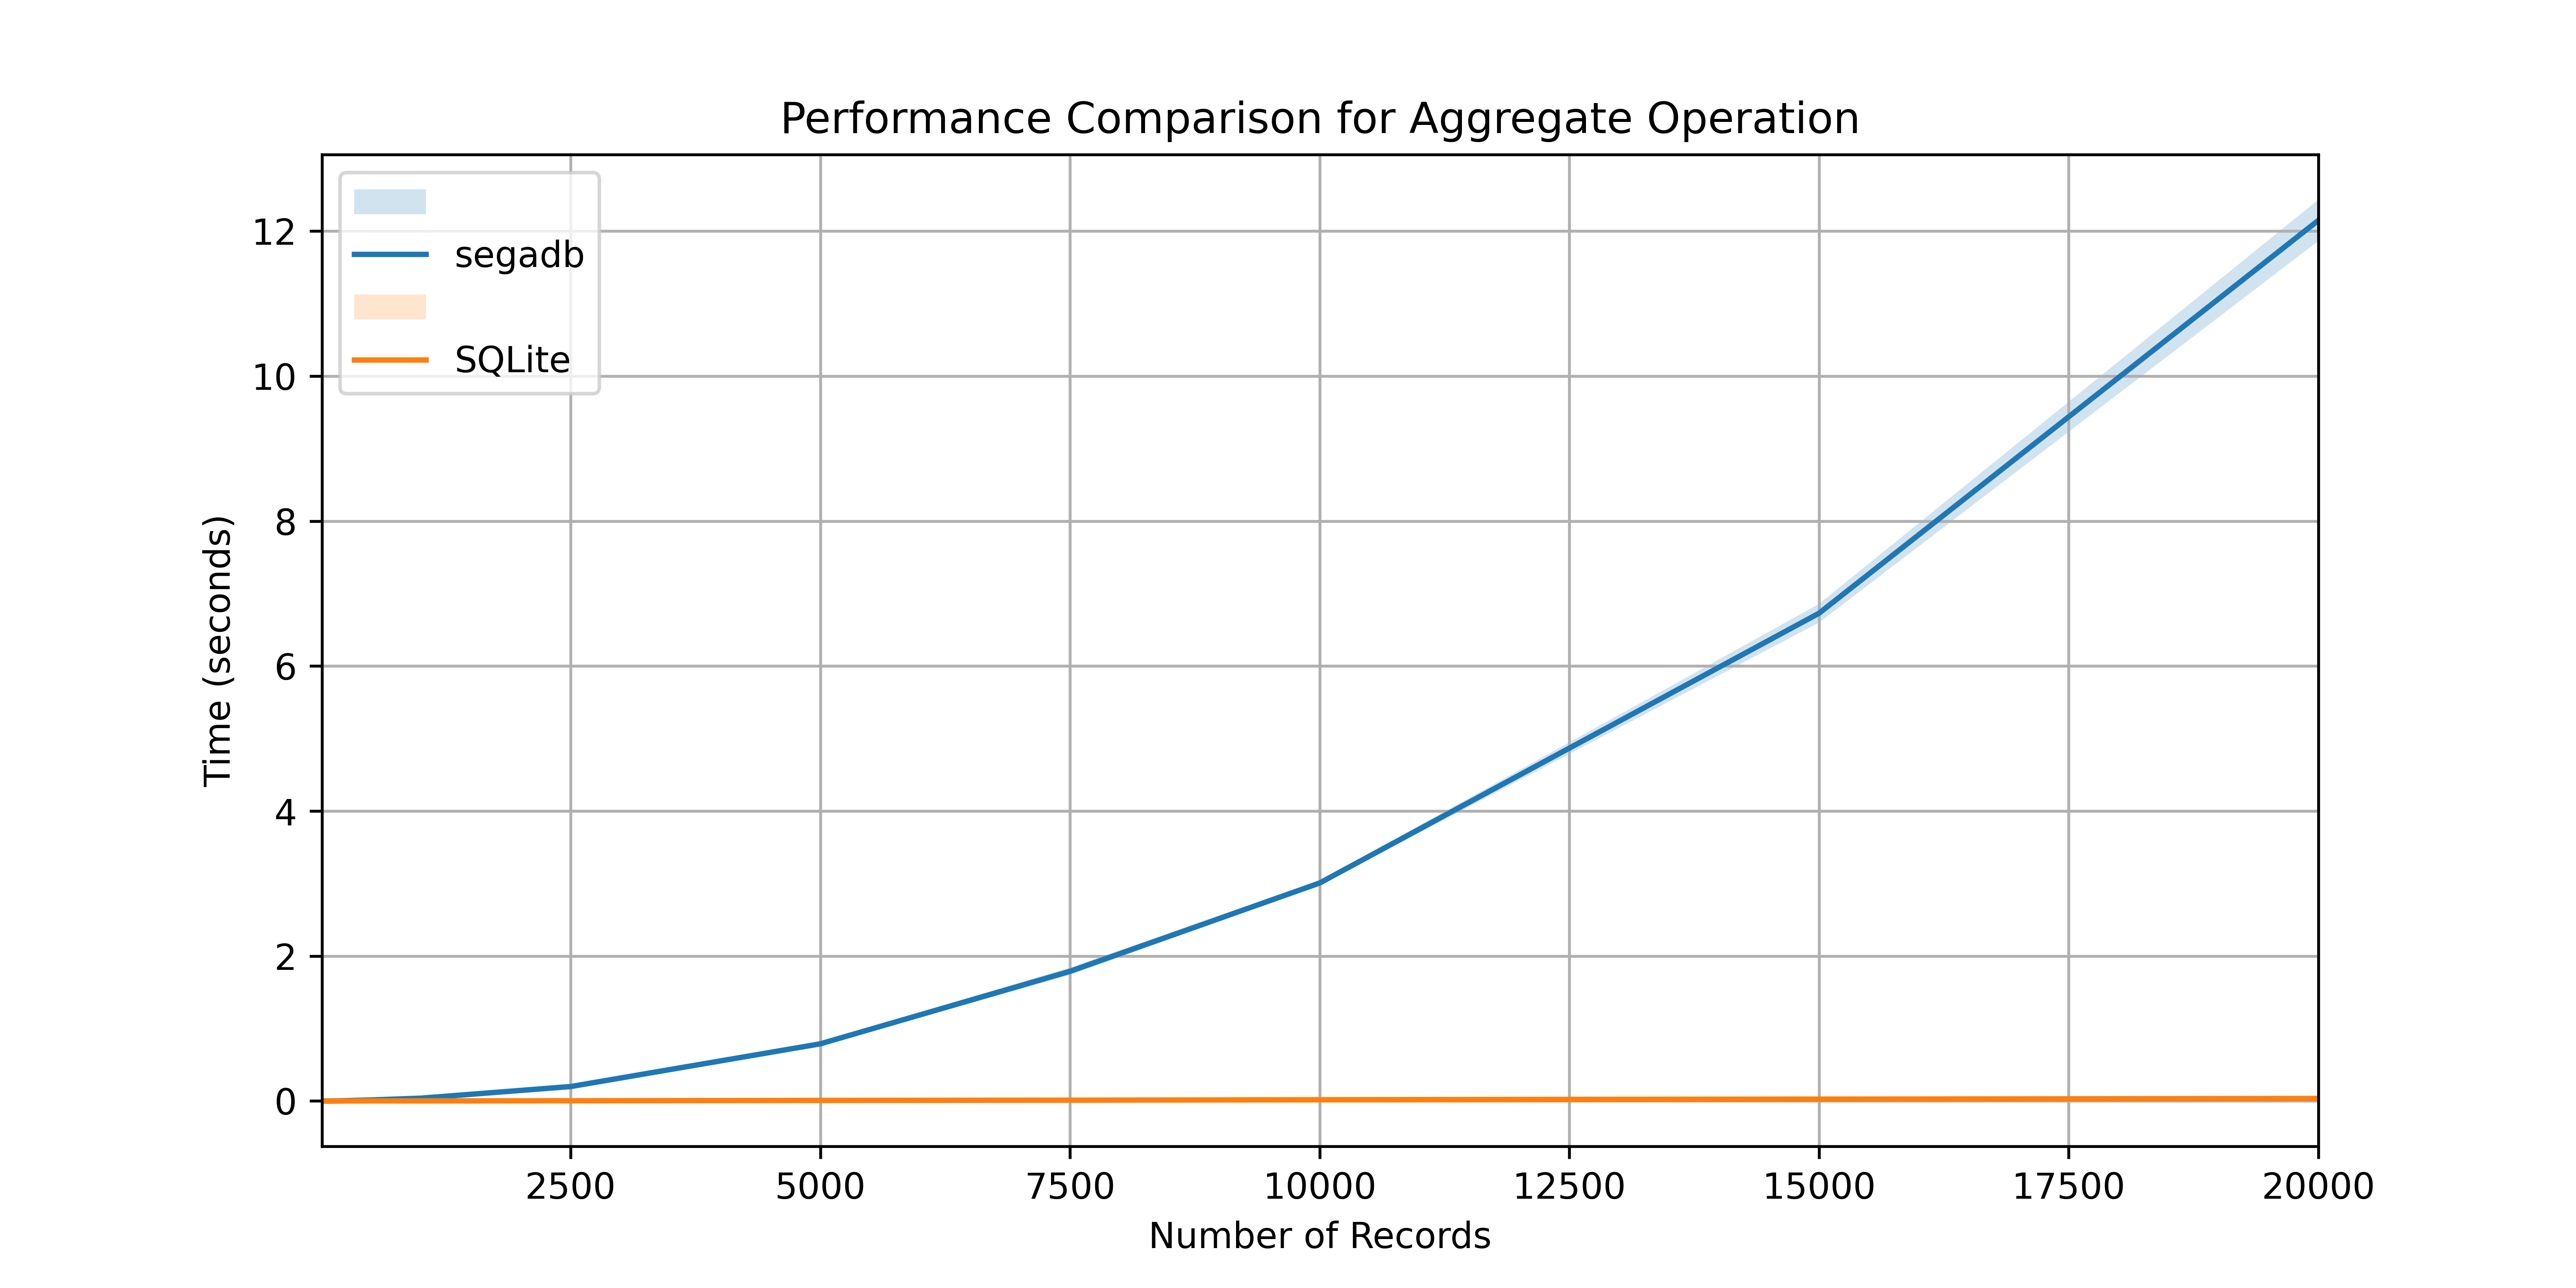 Performance Comparison for Aggregate Operation
segadb
SQLite
12
10
8
6
4
2
0
Time (seconds)
2500 5000 7500 10000 12500 15000 17500 20000
Number of Records